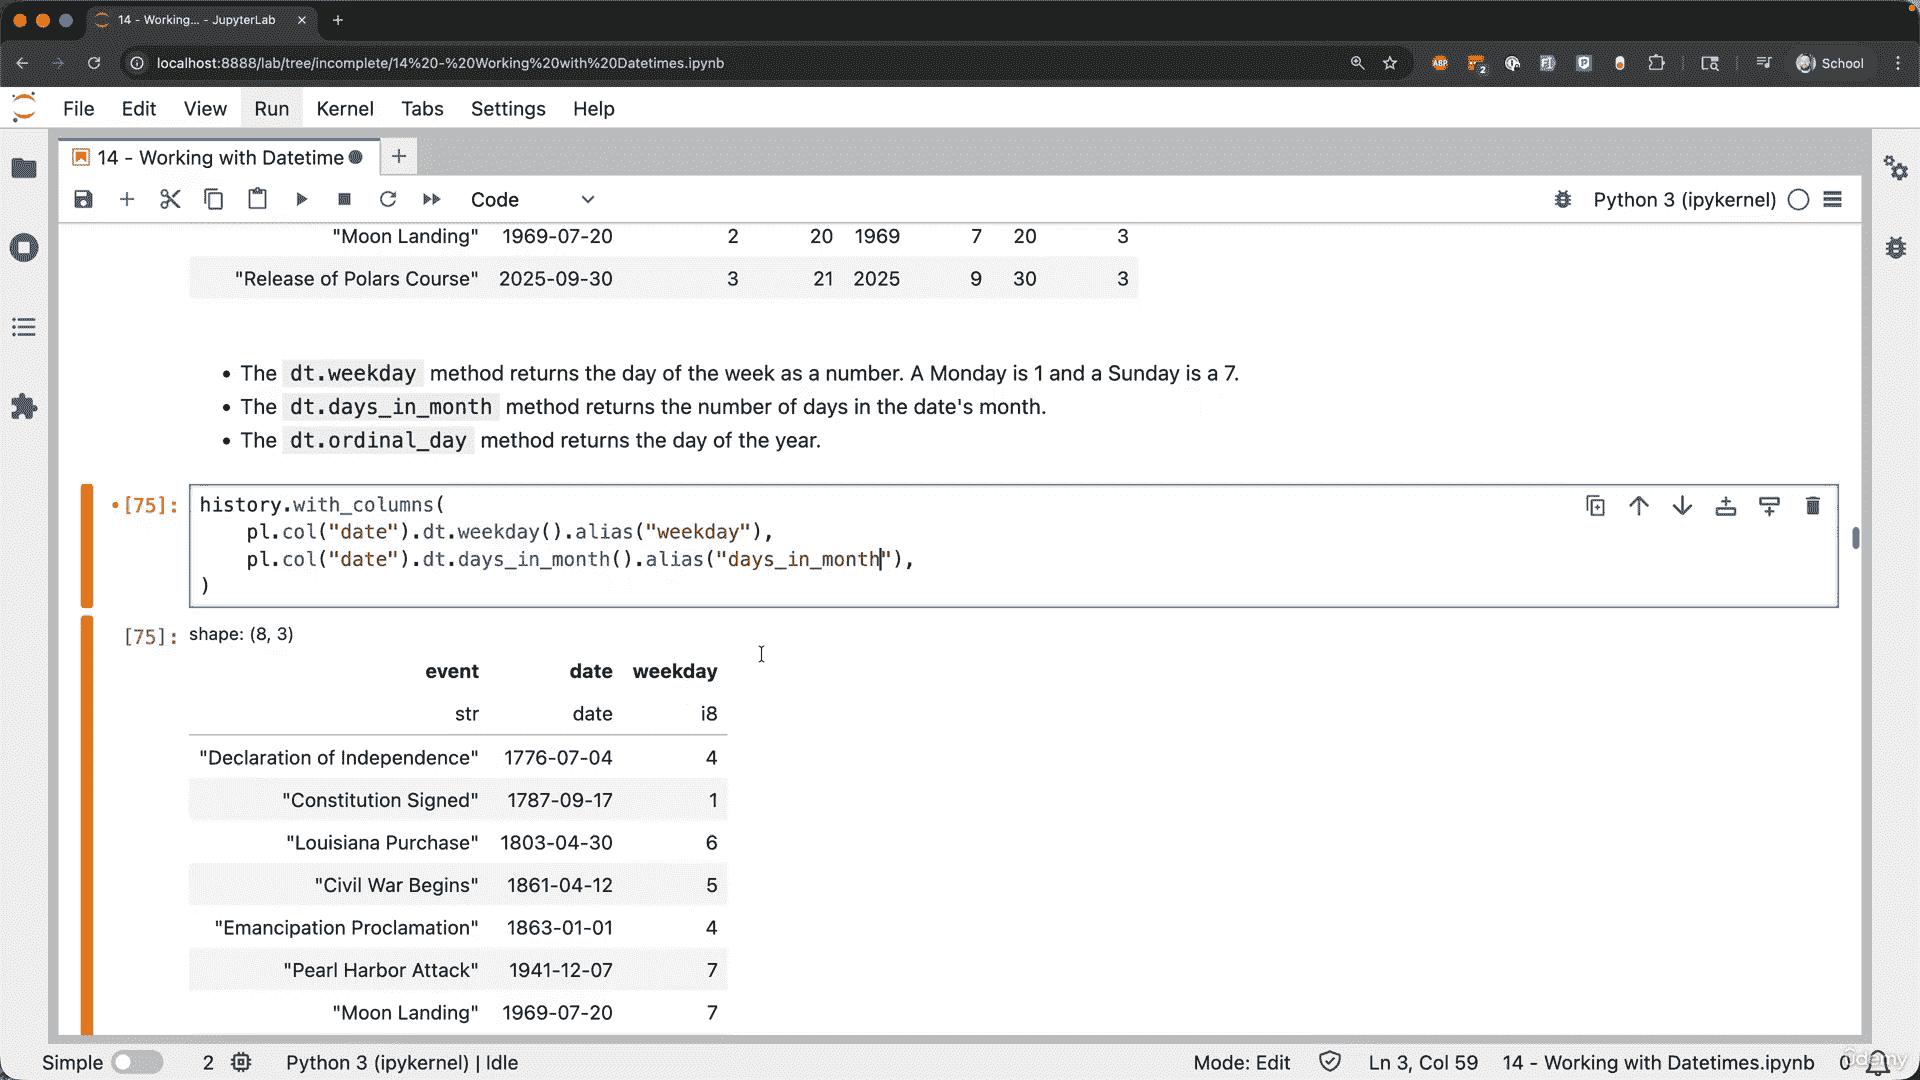 14 - Working... - JupyterLab
localhost:8888/lab/tree/incomplete/14%20-%20Working%20with%20Datetimes.ipynb
ABP
2
School
File Edit View Run Kernel Tabs Settings Help
14 - Working with Datetime
Code
Python 3 (ipykernel)
"Moon Landing" 1969-07-20 2 20 1969 7 20 3
"Release of Polars Course" 2025-09-30 3 21 2025 9 30 3
• The dt.weekday method returns the day of the week as a number. A Monday is 1 and a Sunday is a 7.
• The dt.days_in_month method returns the number of days in the date's month.
• The dt.ordinal_day method returns the day of the year.
•[75]: history.with_columns(
pl.col("date").dt.weekday().alias("weekday"),
pl.col("date").dt.days_in_month().alias("days_in_month"),
)
[75]: shape: (8, 3)
event date weekday
str date i8
"Declaration of Independence" 1776-07-04 4
"Constitution Signed" 1787-09-17 1
"Louisiana Purchase" 1803-04-30 6
"Civil War Begins" 1861-04-12 5
"Emancipation Proclamation" 1863-01-01 4
"Pearl Harbor Attack" 1941-12-07 7
"Moon Landing" 1969-07-20 7
Simple 2 Python 3 (ipykernel) | Idle Mode: Edit Ln 3, Col 59 14 - Working with Datetimes.ipynb 0
Udemy